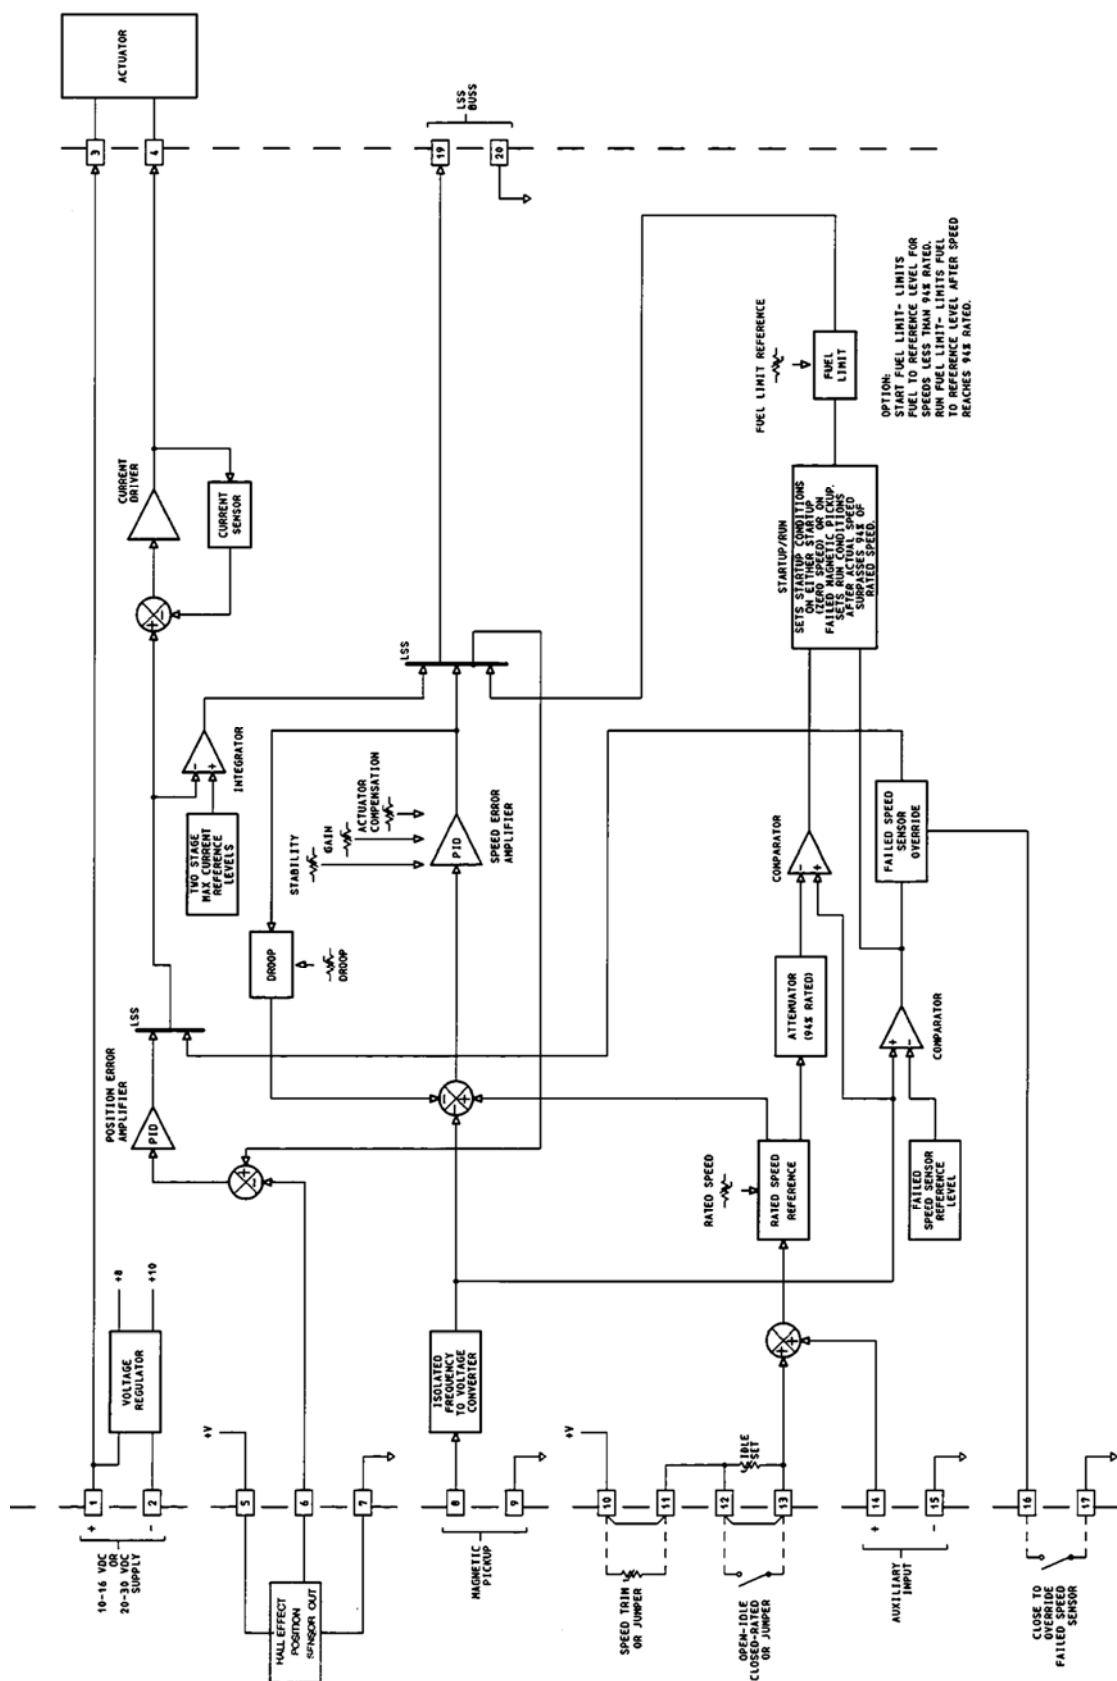 ACTUATOR
3
4
LSS
BUSS
19
20
CURRENT
DRIVER
CURRENT
SENSOR
+
-
LSS
INTEGRATOR
-
+
TWO STAGE
MAX CURRENT
REFERENCE
LEVELS
LSS
POSITION ERROR
AMPLIFIER
PID
+
-
STABILITY
GAIN
ACTUATOR
COMPENSATION
PID
SPEED ERROR
AMPLIFIER
DROOP
DROOP
-
-
+
FUEL LIMIT REFERENCE
FUEL
LIMIT
OPTION:
START FUEL LIMIT- LIMITS
FUEL TO REFERENCE LEVEL FOR
SPEEDS LESS THAN 94% RATED.
RUN FUEL LIMIT- LIMITS FUEL
TO REFERENCE LEVEL AFTER SPEED
REACHES 94% RATED.
STARTUP/RUN
SETS STARTUP CONDITIONS
ON EITHER STARTUP
(ZERO SPEED) OR ON
FAILED MAGNETIC PICKUP.
SETS RUN CONDITIONS
AFTER ACTUAL SPEED
SURPASSES 94% OF
RATED SPEED.
COMPARATOR
-
+
ATTENUATOR
(94% RATED)
FAILED SPEED
SENSOR
OVERRIDE
COMPARATOR
+
-
FAILED
SPEED SENSOR
REFERENCE
LEVEL
RATED SPEED
RATED SPEED
REFERENCE
+
+
+8
+10
VOLTAGE
REGULATOR
1
2
+
-
10-16 VDC
OR
20-30 VDC
SUPPLY
+V
5
6
7
HALL EFFECT
POSITION
SENSOR OUT
ISOLATED
FREQUENCY
TO VOLTAGE
CONVERTER
8
9
MAGNETIC
PICKUP
+V
10
11
12
13
IDLE
SET
SPEED TRIM
OR JUMPER
OPEN-IDLE
CLOSED-RATED
OR JUMPER
14
15
+
-
AUXILIARY
INPUT
16
17
CLOSE TO
OVERRIDE
FAILED SPEED
SENSOR